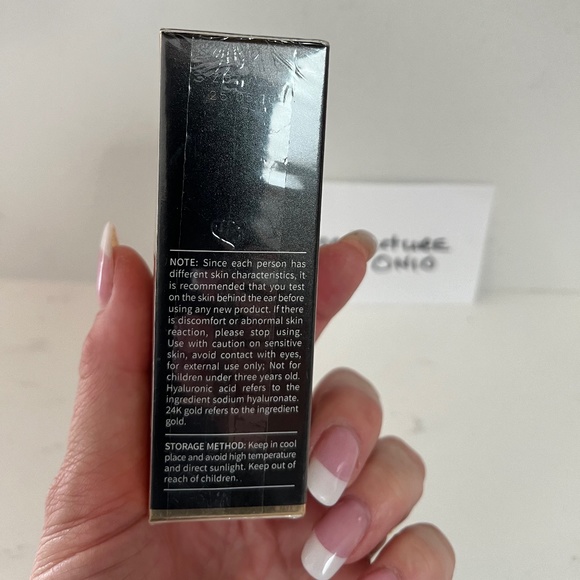 NOTE: Since each person has
different skin characteristics, it
is recommended that you test
on the skin behind the ear before
using any new product. If there
is discomfort or abnormal skin
reaction, please stop using.
Use with caution on sensitive
skin, avoid contact with eyes,
for external use only; Not for
children under three years old.
Hyaluronic acid refers to the
ingredient sodium hyaluronate.
24K gold refers to the ingredient
gold.
STORAGE METHOD: Keep in cool
place and avoid high temperature
and direct sunlight. Keep out of
reach of children. .
OHIO